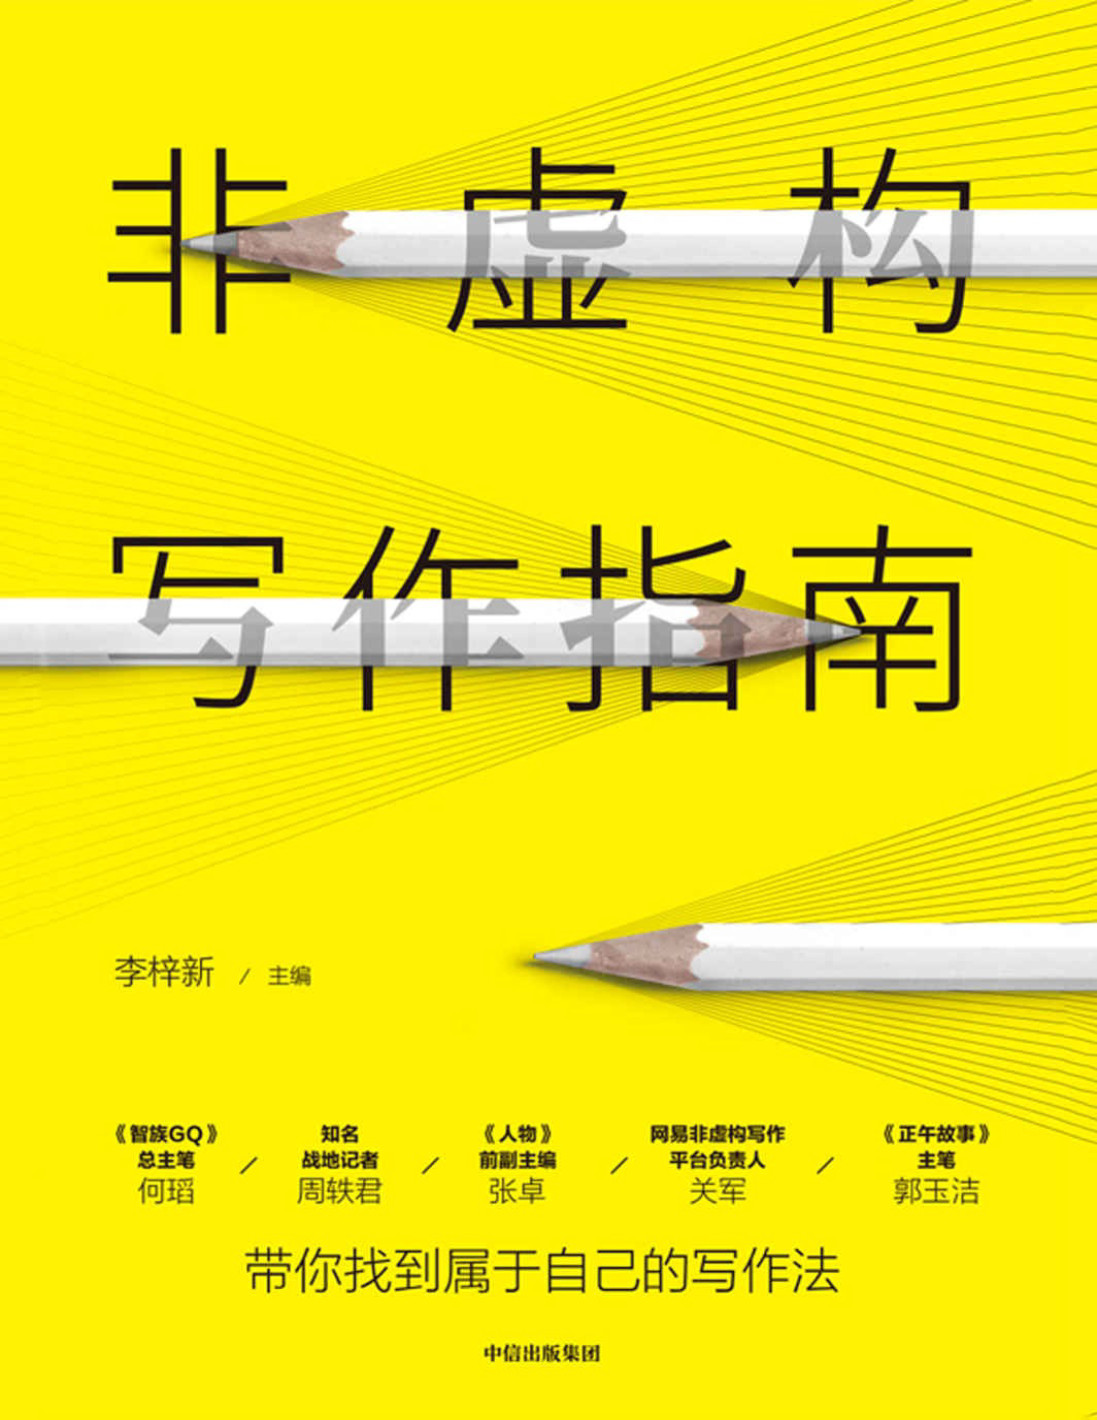 非虚构
写作指南
李梓新 / 主编
《智族GQ》
总主笔
何瑫
/
知名
战地记者
周轶君
/
《人物》
前副主编
张卓
/
网易非虚构写作
平台负责人
关军
/
《正午故事》
主笔
郭玉洁
带你找到属于自己的写作法
中信出版集团